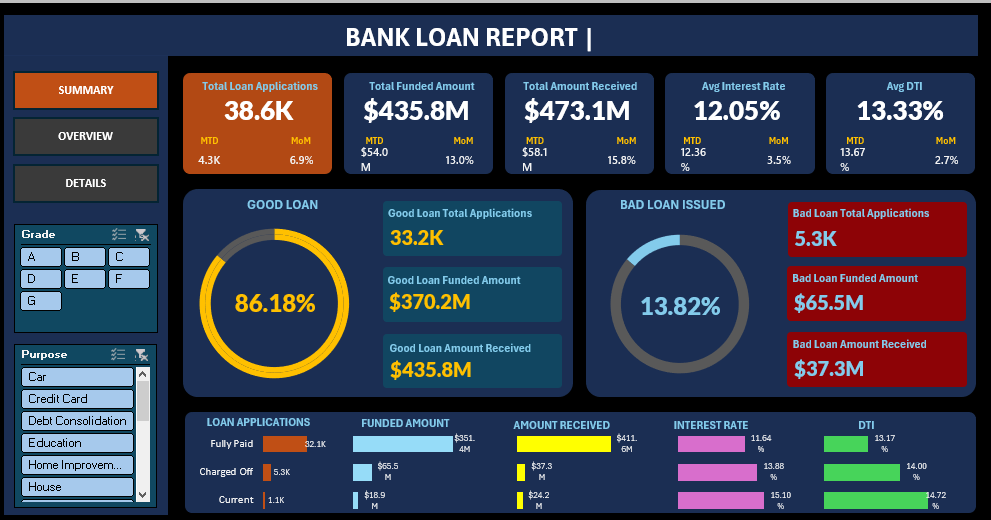 BANK LOAN REPORT |
SUMMARY
OVERVIEW
DETAILS
Grade
A B C
D E F
G
Purpose
Car
Credit Card
Debt Consolidation
Education
Home Improvem...
House
Total Loan Applications
38.6K
MTD MoM
4.3K 6.9%
Total Funded Amount
$435.8M
MTD MoM
$54.0
M
13.0%
Total Amount Received
$473.1M
MTD MoM
$58.1
M
15.8%
Avg Interest Rate
12.05%
MTD MoM
12.36
%
3.5%
Avg DTI
13.33%
MTD MoM
13.67
%
2.7%
GOOD LOAN
86.18%
Good Loan Total Applications
33.2K
Good Loan Funded Amount
$370.2M
Good Loan Amount Received
$435.8M
BAD LOAN ISSUED
13.82%
Bad Loan Total Applications
5.3K
Bad Loan Funded Amount
$65.5M
Bad Loan Amount Received
$37.3M
LOAN APPLICATIONS
Fully Paid 32.1K
Charged Off 5.3K
Current 1.1K
FUNDED AMOUNT
$351.
4M
$65.5
M
$18.9
M
AMOUNT RECEIVED
$411.
6M
$37.3
M
$24.2
M
INTEREST RATE
11.64
%
13.88
%
15.10
%
DTI
13.17
%
14.00
%
14.72
%